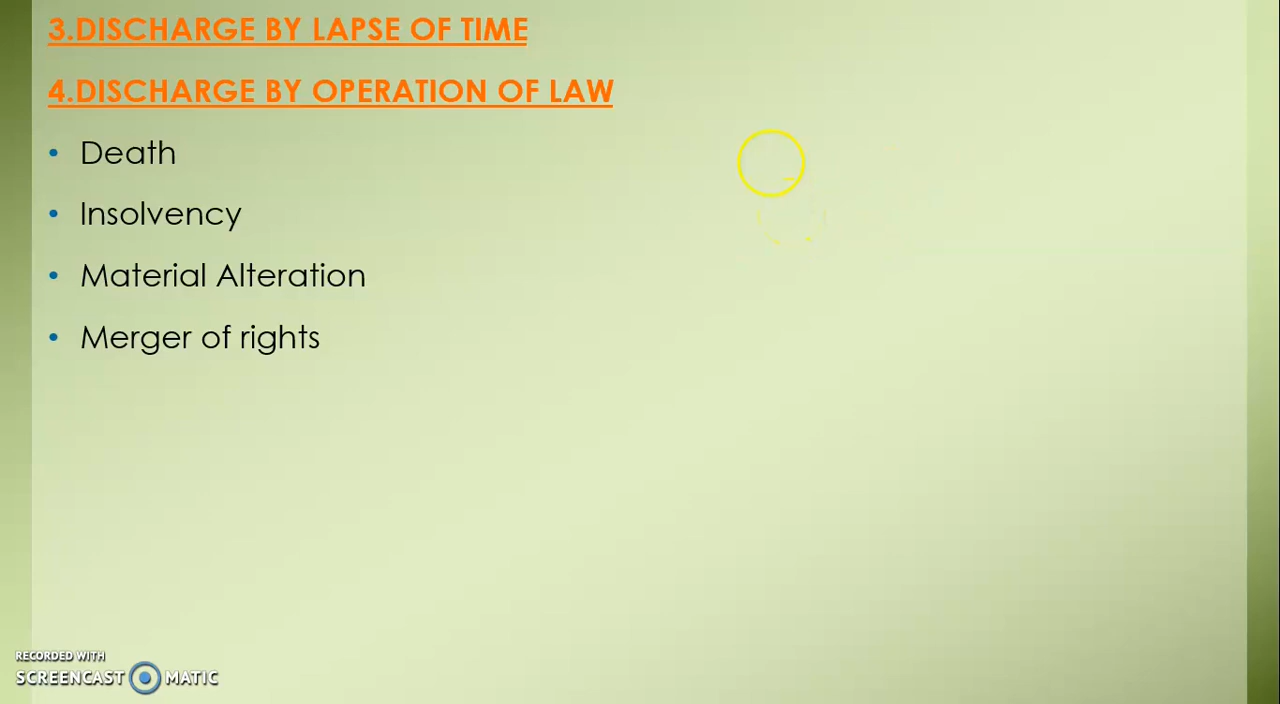 3.DISCHARGE BY LAPSE OF TIME
4.DISCHARGE BY OPERATION OF LAW
• Death
• Insolvency
• Material Alteration
• Merger of rights
RECORDED WITH
SCREENCAST MATIC